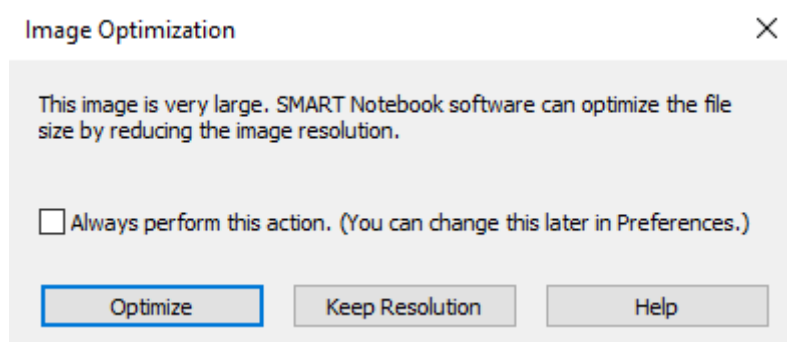 Image Optimization
This image is very large. SMART Notebook software can optimize the file
size by reducing the image resolution.
Always perform this action. (You can change this later in Preferences.)
Optimize
Keep Resolution
Help